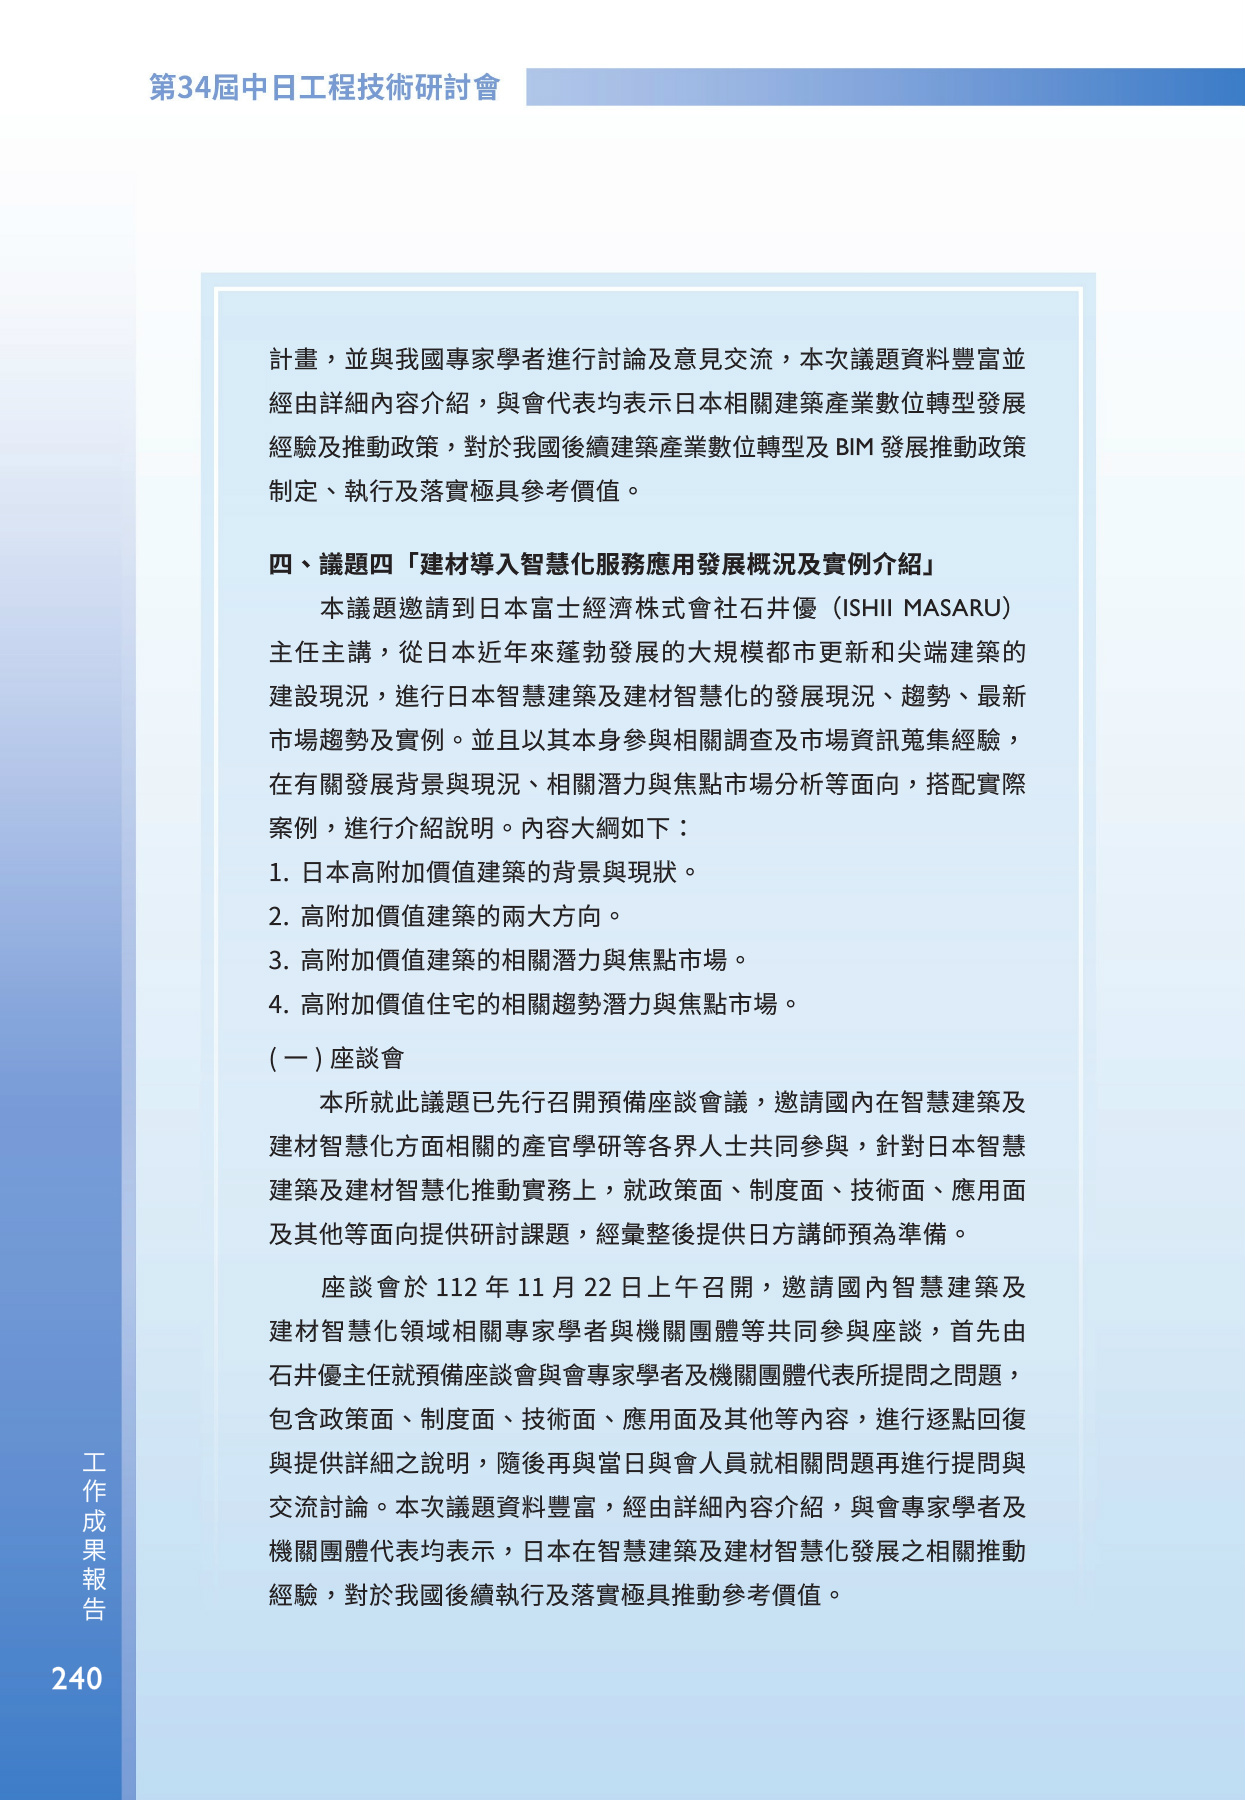 第34屆中日工程技術研討會
計畫，並與我國專家學者進行討論及意見交流，本次議題資料豐富並
經由詳細內容介紹，與會代表均表示日本相關建築產業數位轉型發展
經驗及推動政策，對於我國後續建築產業數位轉型及 BIM 發展推動政策
制定、執行及落實極具參考價值。
四、議題四「建材導入智慧化服務應用發展概況及實例介紹」
本議題邀請到日本富士經濟株式會社石井優（ISHII MASARU）
主任主講，從日本近年來蓬勃發展的大規模都市更新和尖端建築的
建設現況，進行日本智慧建築及建材智慧化的發展現況、趨勢、最新
市場趨勢及實例。並且以其本身參與相關調查及市場資訊蒐集經驗，
在有關發展背景與現況、相關潛力與焦點市場分析等面向，搭配實際
案例，進行介紹說明。內容大綱如下：
1. 日本高附加價值建築的背景與現狀。
2. 高附加價值建築的兩大方向。
3. 高附加價值建築的相關潛力與焦點市場。
4. 高附加價值住宅的相關趨勢潛力與焦點市場。
( 一 ) 座談會
本所就此議題已先行召開預備座談會議，邀請國內在智慧建築及
建材智慧化方面相關的產官學研等各界人士共同參與，針對日本智慧
建築及建材智慧化推動實務上，就政策面、制度面、技術面、應用面
及其他等面向提供研討課題，經彙整後提供日方講師預為準備。
座談會於 112 年 11 月 22 日上午召開，邀請國內智慧建築及
建材智慧化領域相關專家學者與機關團體等共同參與座談，首先由
石井優主任就預備座談會與會專家學者及機關團體代表所提問之問題，
包含政策面、制度面、技術面、應用面及其他等內容，進行逐點回復
與提供詳細之說明，隨後再與當日與會人員就相關問題再進行提問與
交流討論。本次議題資料豐富，經由詳細內容介紹，與會專家學者及
機關團體代表均表示，日本在智慧建築及建材智慧化發展之相關推動
經驗，對於我國後續執行及落實極具推動參考價值。
工作成果報告
240